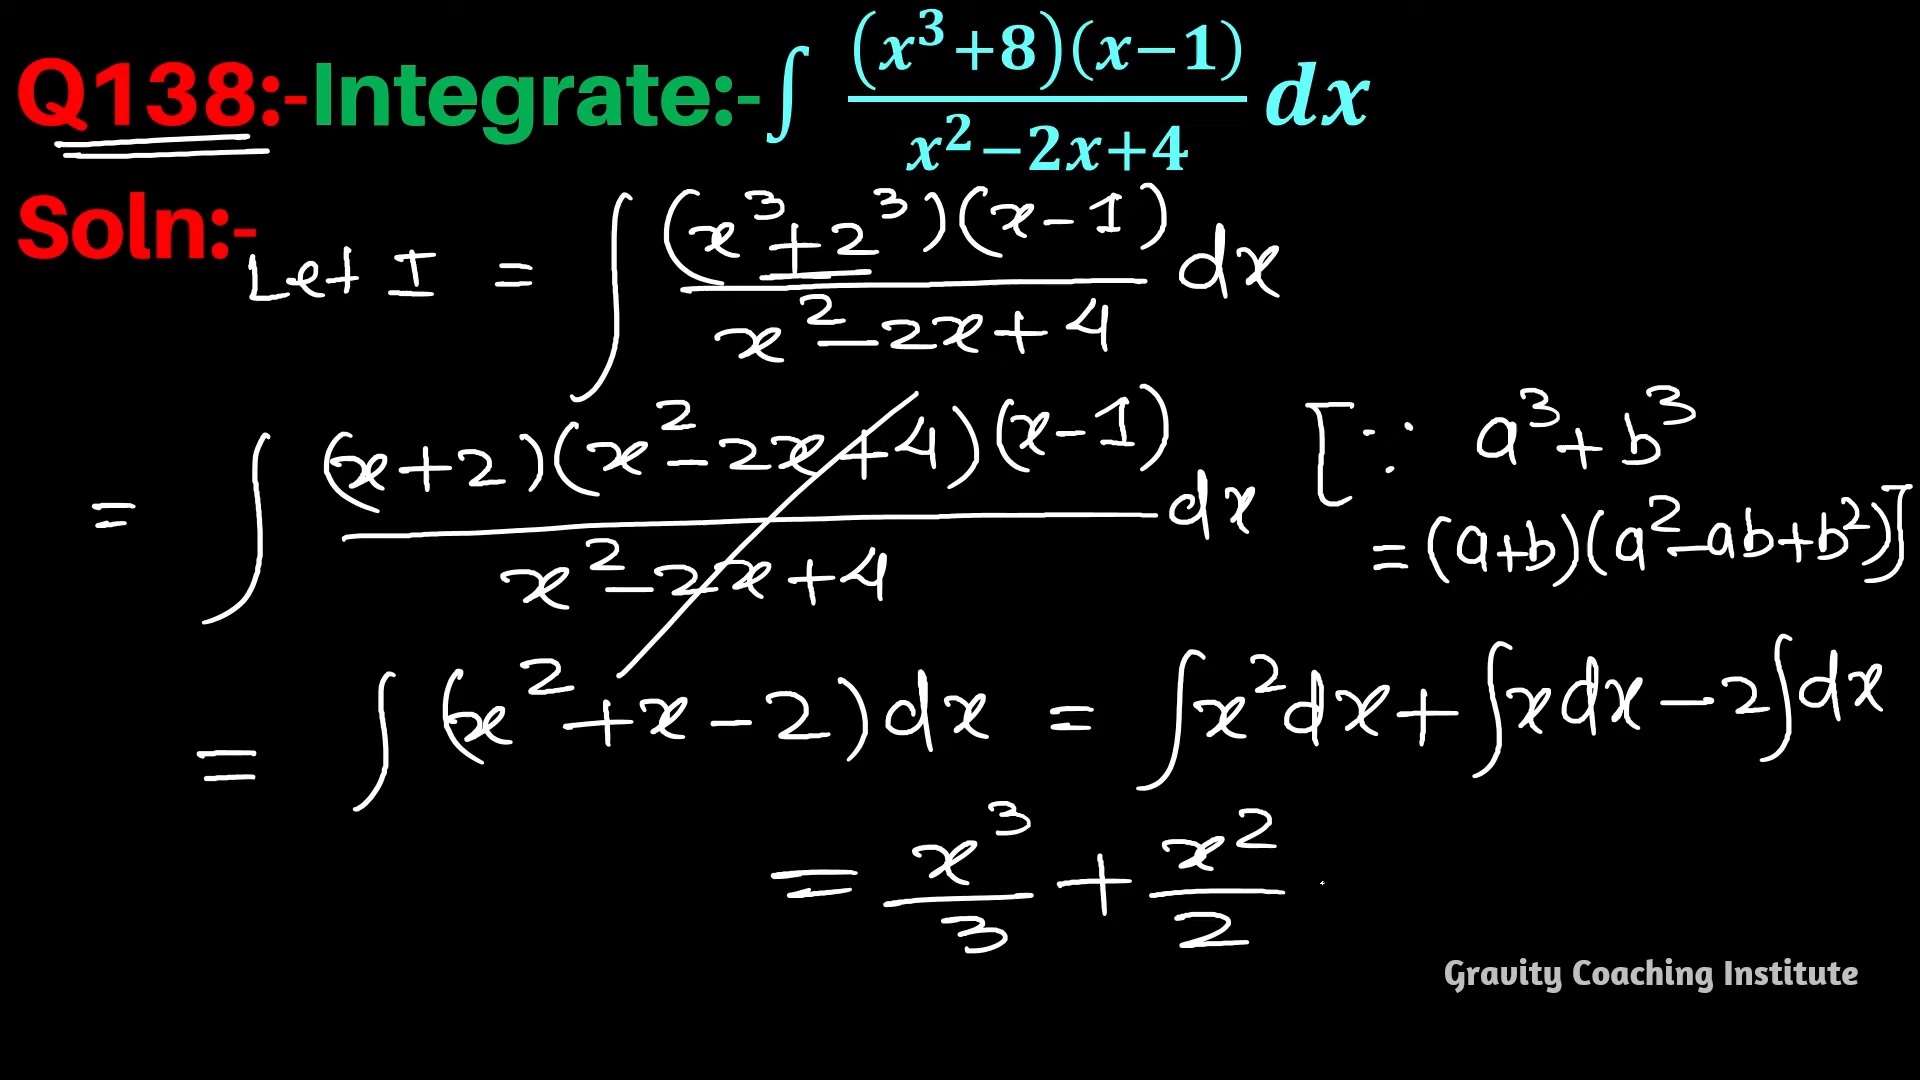 Q138:-Integrate:-∫ (x³+8)(x−1)/(x²−2x+4) dx
Soln:-
Let I = ∫ (x³+2³)(x-1)/(x²-2x+4) dx
= ∫ (x+2)(x²-2x+4)(x-1)/(x²-2x+4) dx [∵ a³+b³
=(a+b)(a²-ab+b²)]
= ∫ (x²+x-2)dx = ∫x²dx+∫xdx-2∫dx
= x³/3 + x²/2
Gravity Coaching Institute